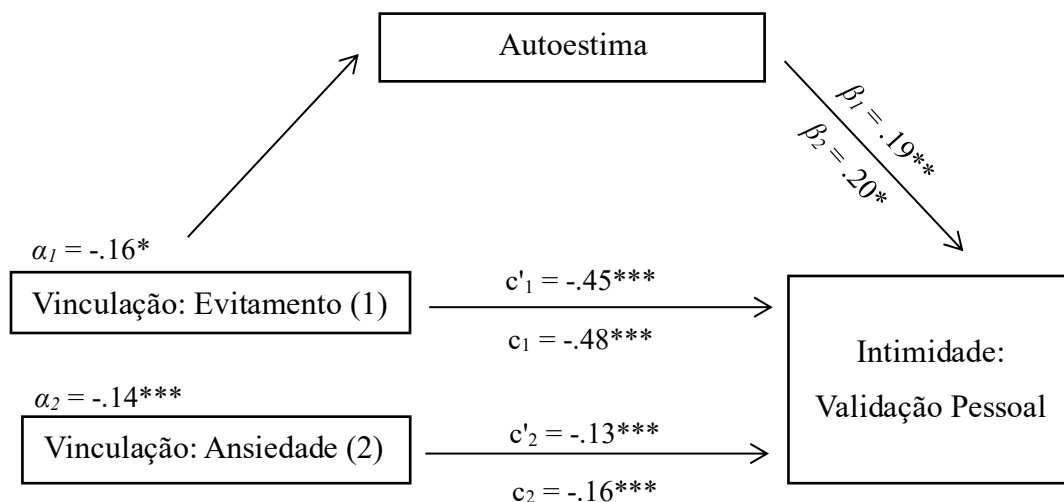 Autoestima
β₁ = .19**
β₂ = .20*
α₁ = -.16*
Vinculação: Evitamento (1)
c'₁ = -.45***
c₁ = -.48***
Intimidade:
Validação Pessoal
α₂ = -.14***
Vinculação: Ansiedade (2)
c'₂ = -.13***
c₂ = -.16***